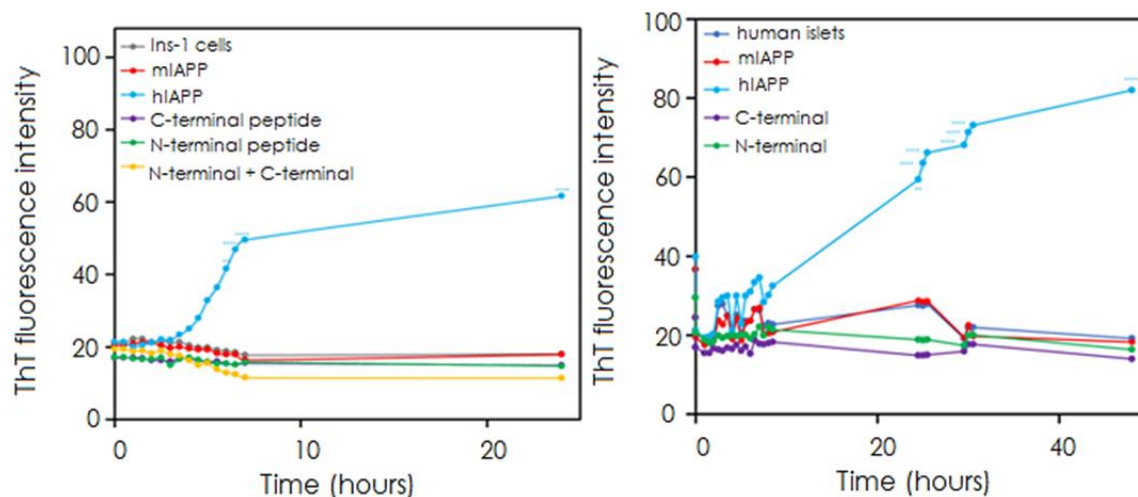 ThT fluorescence intensity
100
80
60
40
20
0
Ins-1 cells
mIAPP
hIAPP
C-terminal peptide
N-terminal peptide
N-terminal + C-terminal
0
10
20
Time (hours)
ThT fluorescence intensity
100
80
60
40
20
0
human islets
mIAPP
hIAPP
C-terminal
N-terminal
0
20
40
Time (hours)